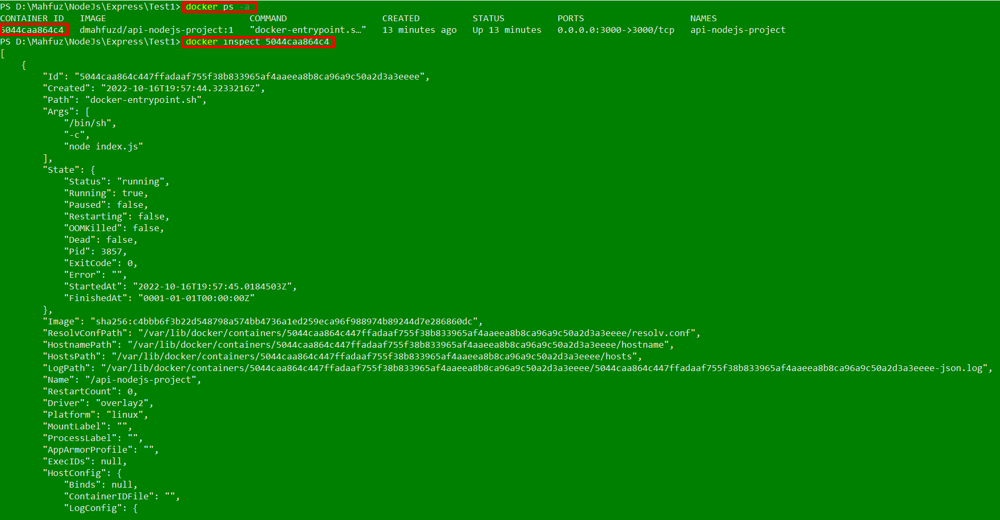 PS D:\Mahfuz\NodeJs\Express\Test1> docker ps -a
CONTAINER ID   IMAGE                           COMMAND                  CREATED          STATUS          PORTS                    NAMES
5044caa864c4   dmahfuzd/api-nodejs-project:1   "docker-entrypoint.s…"   13 minutes ago   Up 13 minutes   0.0.0.0:3000->3000/tcp   api-nodejs-project
PS D:\Mahfuz\NodeJs\Express\Test1> docker inspect 5044caa864c4
[
    {
        "Id": "5044caa864c447ffadaaf755f38b833965af4aaeea8b8ca96a9c50a2d3a3eeee",
        "Created": "2022-10-16T19:57:44.3233216Z",
        "Path": "docker-entrypoint.sh",
        "Args": [
            "/bin/sh",
            "-c",
            "node index.js"
        ],
        "State": {
            "Status": "running",
            "Running": true,
            "Paused": false,
            "Restarting": false,
            "OOMKilled": false,
            "Dead": false,
            "Pid": 3857,
            "ExitCode": 0,
            "Error": "",
            "StartedAt": "2022-10-16T19:57:45.0184503Z",
            "FinishedAt": "0001-01-01T00:00:00Z"
        },
        "Image": "sha256:c4bbb6f3b22d548798a574bb4736a1ed259eca96f988974b89244d7e286860dc",
        "ResolvConfPath": "/var/lib/docker/containers/5044caa864c447ffadaaf755f38b833965af4aaeea8b8ca96a9c50a2d3a3eeee/resolv.conf",
        "HostnamePath": "/var/lib/docker/containers/5044caa864c447ffadaaf755f38b833965af4aaeea8b8ca96a9c50a2d3a3eeee/hostname",
        "HostsPath": "/var/lib/docker/containers/5044caa864c447ffadaaf755f38b833965af4aaeea8b8ca96a9c50a2d3a3eeee/hosts",
        "LogPath": "/var/lib/docker/containers/5044caa864c447ffadaaf755f38b833965af4aaeea8b8ca96a9c50a2d3a3eeee/5044caa864c447ffadaaf755f38b833965af4aaeea8b8ca96a9c50a2d3a3eeee-json.log",
        "Name": "/api-nodejs-project",
        "RestartCount": 0,
        "Driver": "overlay2",
        "Platform": "linux",
        "MountLabel": "",
        "ProcessLabel": "",
        "AppArmorProfile": "",
        "ExecIDs": null,
        "HostConfig": {
            "Binds": null,
            "ContainerIDFile": "",
            "LogConfig": {